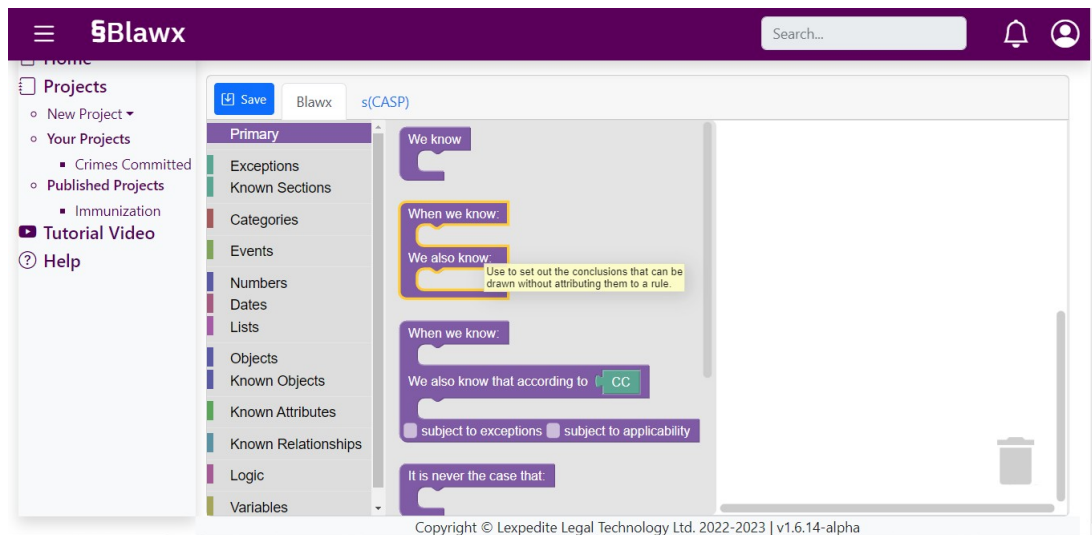 §Blawx
Search...
Home
Projects
New Project
Your Projects
Crimes Committed
Published Projects
Immunization
Tutorial Video
Help
Save
Blawx
s(CASP)
Primary
Exceptions
Known Sections
Categories
Events
Numbers
Dates
Lists
Objects
Known Objects
Known Attributes
Known Relationships
Logic
Variables
We know
When we know:
We also know:
Use to set out the conclusions that can be
drawn without attributing them to a rule.
When we know:
We also know that according to CC
subject to exceptions subject to applicability
It is never the case that:
Copyright © Lexpedite Legal Technology Ltd. 2022-2023 | v1.6.14-alpha